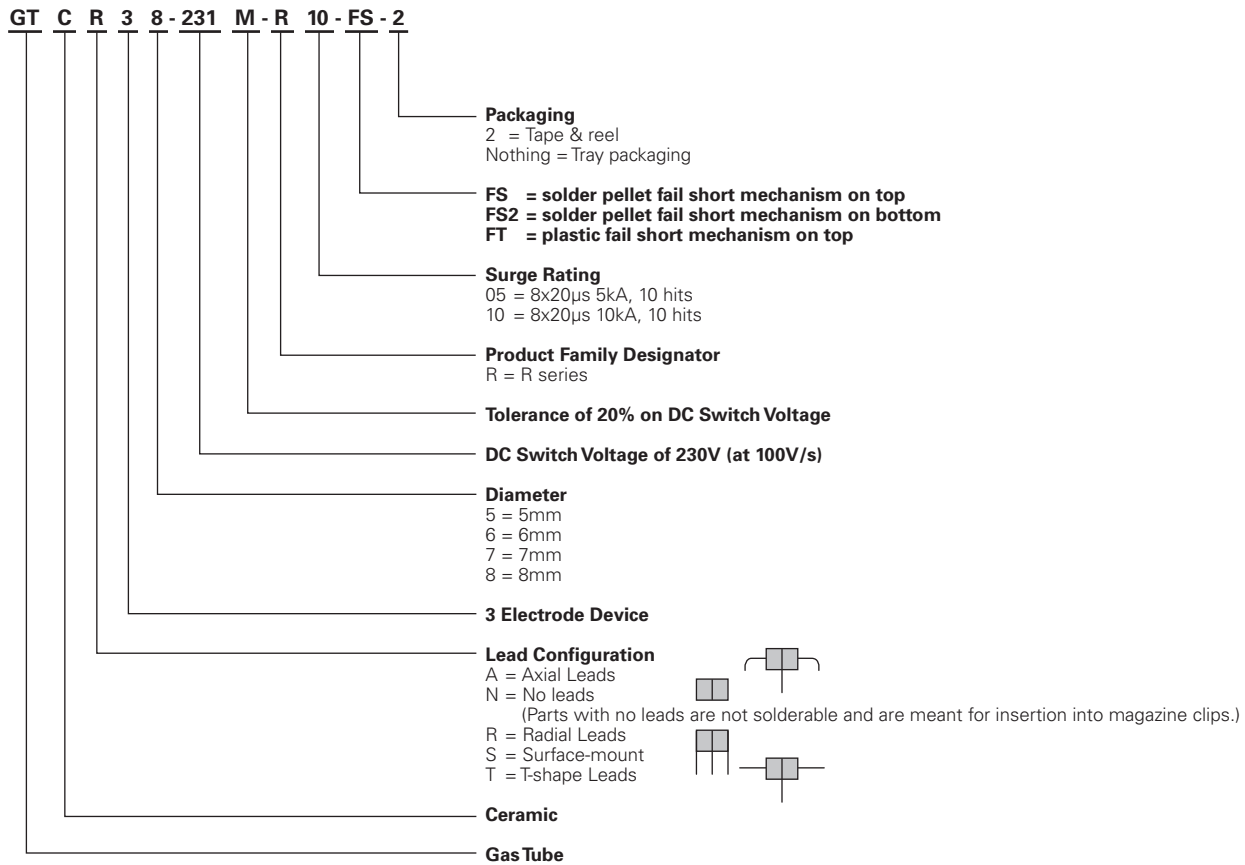 GT C R 3 8 - 231 M - R 10 - FS - 2
Packaging
2 = Tape & reel
Nothing = Tray packaging
FS = solder pellet fail short mechanism on top
FS2 = solder pellet fail short mechanism on bottom
FT = plastic fail short mechanism on top
Surge Rating
05 = 8x20µs 5kA, 10 hits
10 = 8x20µs 10kA, 10 hits
Product Family Designator
R = R series
Tolerance of 20% on DC Switch Voltage
DC Switch Voltage of 230V (at 100V/s)
Diameter
5 = 5mm
6 = 6mm
7 = 7mm
8 = 8mm
3 Electrode Device
Lead Configuration
A = Axial Leads
N = No leads
(Parts with no leads are not solderable and are meant for insertion into magazine clips.)
R = Radial Leads
S = Surface-mount
T = T-shape Leads
Ceramic
Gas Tube